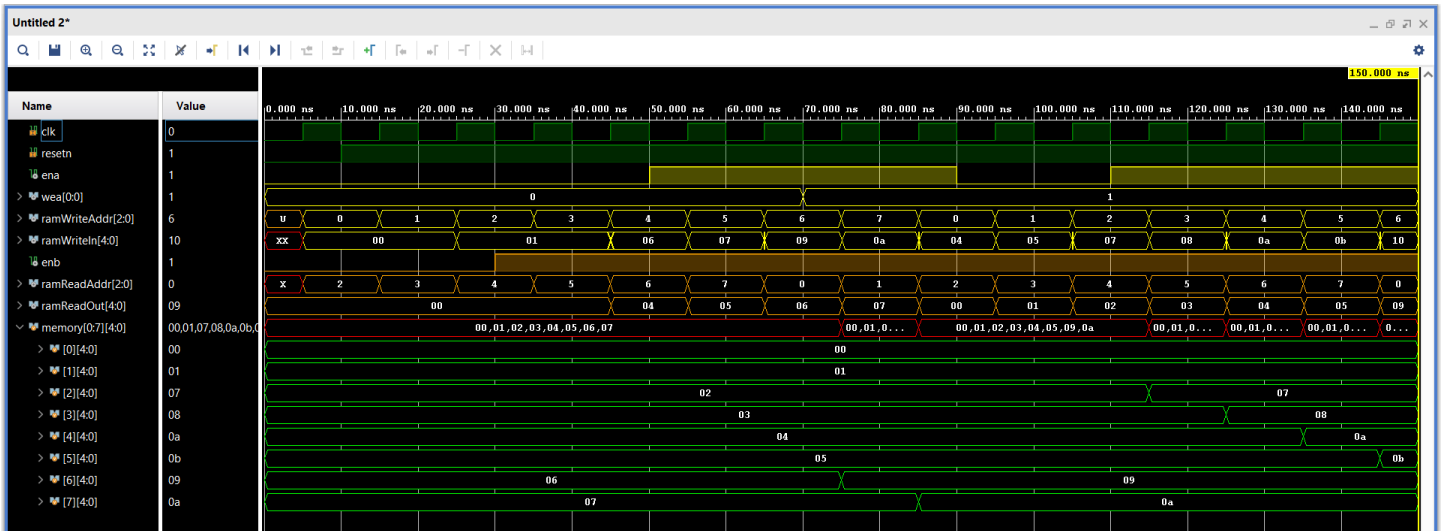 Untitled 2*
150.000 ns
Name Value 0.000 ns 10.000 ns 20.000 ns 30.000 ns 40.000 ns 50.000 ns 60.000 ns 70.000 ns 80.000 ns 90.000 ns 100.000 ns 110.000 ns 120.000 ns 130.000 ns 140.000 ns
clk 0
resetn 1
ena 1
wea[0:0] 1 0 1
ramWriteAddr[2:0] 6 U 0 1 2 3 4 5 6 7 0 1 2 3 4 5 6
ramWriteIn[4:0] 10 XX 00 01 06 07 09 0a 04 05 07 08 0a 0b 10
enb 1
ramReadAddr[2:0] 0 X 2 3 4 5 6 7 0 1 2 3 4 5 6 7 0
ramReadOut[4:0] 09 00 04 05 06 07 00 01 02 03 04 05 09
memory[0:7][4:0] 00,01,07,08,0a,0b,0 00,01,02,03,04,05,06,07 00,01,0... 00,01,02,03,04,05,09,0a 00,01,0... 00,01,0... 00,01,0... 0...
[0][4:0] 00 00
[1][4:0] 01 01
[2][4:0] 07 02 07
[3][4:0] 08 03 08
[4][4:0] 0a 04 0a
[5][4:0] 0b 05 0b
[6][4:0] 09 06 09
[7][4:0] 0a 07 0a